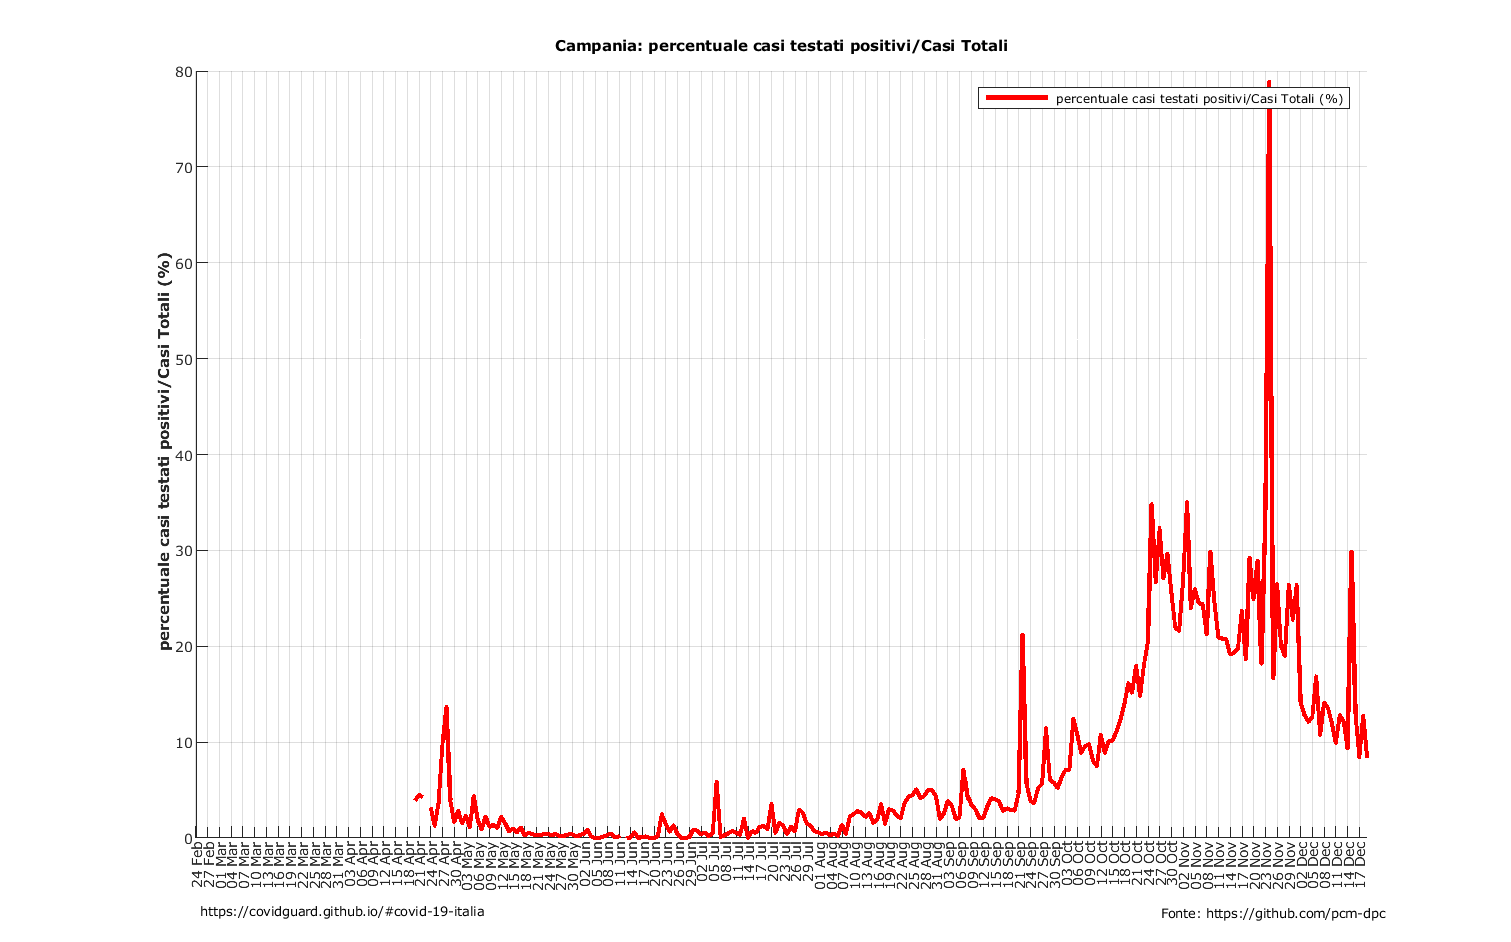 Campania: percentuale casi testati positivi/Casi Totali
percentuale casi testati positivi/Casi Totali (%)
percentuale casi testati positivi/Casi Totali (%)
80
70
60
50
40
30
20
10
0
24 Feb
27 Feb
01 Mar
04 Mar
07 Mar
10 Mar
13 Mar
16 Mar
19 Mar
22 Mar
25 Mar
28 Mar
31 Mar
03 Apr
06 Apr
09 Apr
12 Apr
15 Apr
18 Apr
21 Apr
24 Apr
27 Apr
30 Apr
03 May
06 May
09 May
12 May
15 May
18 May
21 May
24 May
27 May
30 May
02 Jun
05 Jun
08 Jun
11 Jun
14 Jun
17 Jun
20 Jun
23 Jun
26 Jun
29 Jun
02 Jul
05 Jul
08 Jul
11 Jul
14 Jul
17 Jul
20 Jul
23 Jul
26 Jul
29 Jul
01 Aug
04 Aug
07 Aug
10 Aug
13 Aug
16 Aug
19 Aug
22 Aug
25 Aug
28 Aug
31 Aug
03 Sep
06 Sep
09 Sep
12 Sep
15 Sep
18 Sep
21 Sep
24 Sep
27 Sep
30 Sep
03 Oct
06 Oct
09 Oct
12 Oct
15 Oct
18 Oct
21 Oct
24 Oct
27 Oct
30 Oct
02 Nov
05 Nov
08 Nov
11 Nov
14 Nov
17 Nov
20 Nov
23 Nov
26 Nov
29 Nov
02 Dec
05 Dec
08 Dec
11 Dec
14 Dec
17 Dec
https://covidguard.github.io/#covid-19-italia
Fonte: https://github.com/pcm-dpc